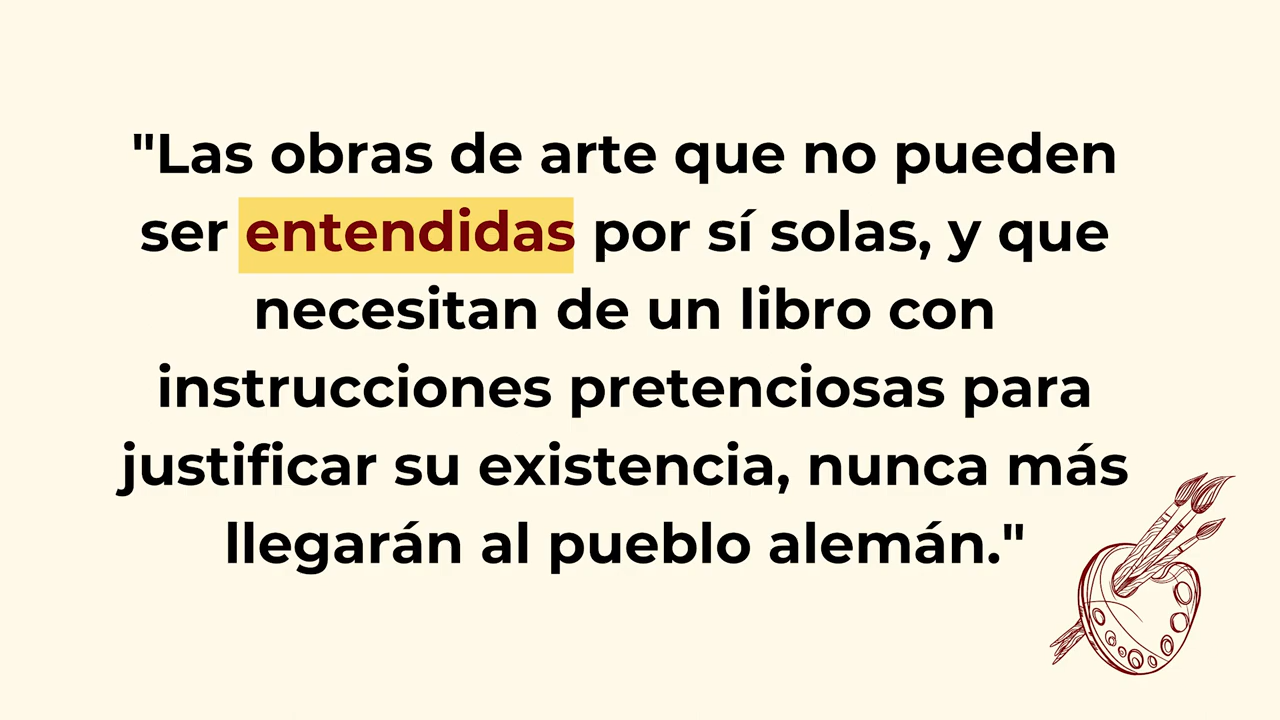 "Las obras de arte que no pueden
ser entendidas por sí solas, y que
necesitan de un libro con
instrucciones pretenciosas para
justificar su existencia, nunca más
llegarán al pueblo alemán."